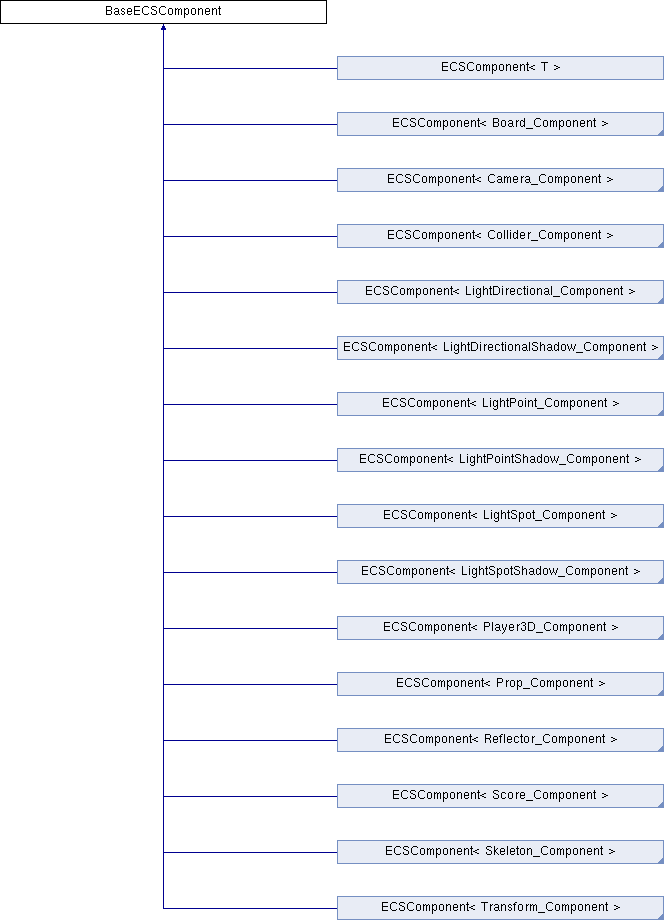 BaseECSComponent
ECSComponent< T >
ECSComponent< Board_Component >
ECSComponent< Camera_Component >
ECSComponent< Collider_Component >
ECSComponent< LightDirectional_Component >
ECSComponent< LightDirectionalShadow_Component >
ECSComponent< LightPoint_Component >
ECSComponent< LightPointShadow_Component >
ECSComponent< LightSpot_Component >
ECSComponent< LightSpotShadow_Component >
ECSComponent< Player3D_Component >
ECSComponent< Prop_Component >
ECSComponent< Reflector_Component >
ECSComponent< Score_Component >
ECSComponent< Skeleton_Component >
ECSComponent< Transform_Component >